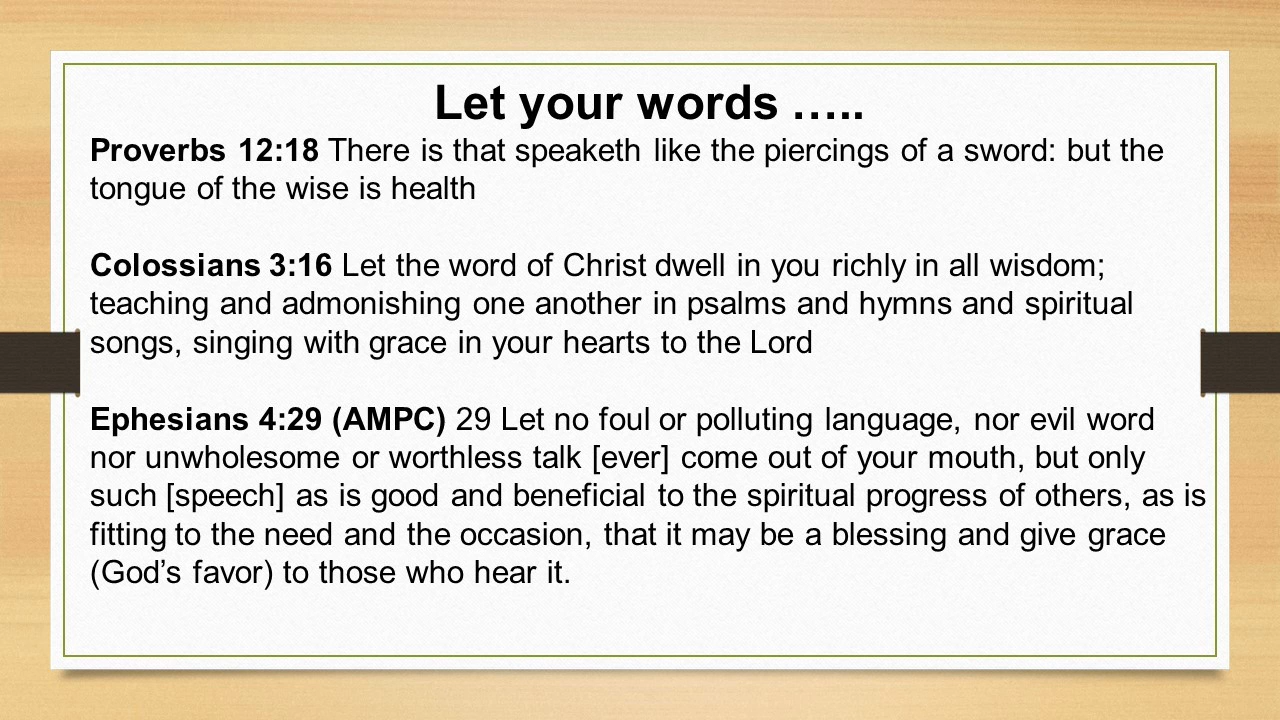 Let your words …..
Proverbs 12:18 There is that speaketh like the piercings of a sword: but the
tongue of the wise is health
Colossians 3:16 Let the word of Christ dwell in you richly in all wisdom;
teaching and admonishing one another in psalms and hymns and spiritual
songs, singing with grace in your hearts to the Lord
Ephesians 4:29 (AMPC) 29 Let no foul or polluting language, nor evil word
nor unwholesome or worthless talk [ever] come out of your mouth, but only
such [speech] as is good and beneficial to the spiritual progress of others, as is
fitting to the need and the occasion, that it may be a blessing and give grace
(God’s favor) to those who hear it.